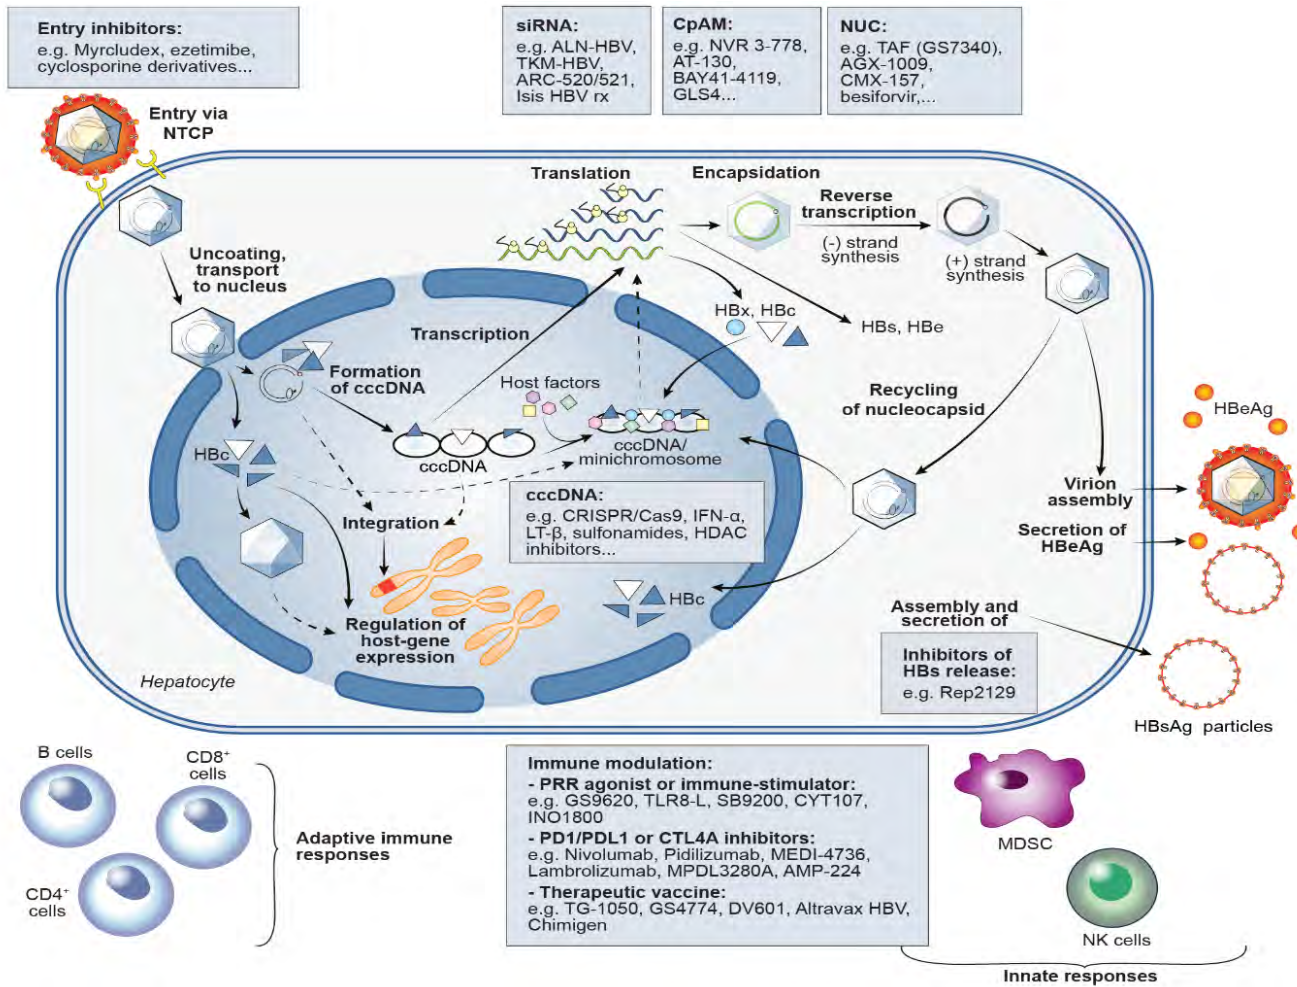 Entry inhibitors:
e.g. Myrcludex, ezetimibe,
cyclosporine derivatives...
siRNA:
e.g. ALN-HBV,
TKM-HBV,
ARC-520/521,
Isis HBV rx
CpAM:
e.g. NVR 3-778,
AT-130,
BAY41-4119,
GLS4...
NUC:
e.g. TAF (GS7340),
AGX-1009,
CMX-157,
besiforvir,...
Entry via
NTCP
Translation
Encapsidation
Reverse
transcription
(-) strand
synthesis
(+) strand
synthesis
Uncoating,
transport
to nucleus
HBx, HBc
HBs, HBe
Transcription
Formation
of cccDNA
Host factors
Recycling
of nucleocapsid
HBeAg
HBc
cccDNA
cccDNA/
minichromosome
Virion
assembly
cccDNA:
e.g. CRISPR/Cas9, IFN-α,
LT-β, sulfonamides, HDAC
inhibitors...
Integration
Secretion of
HBeAg
HBc
Regulation of
host-gene
expression
Assembly and
secretion of
Inhibitors of
HBs release:
e.g. Rep2129
Hepatocyte
HBsAg particles
B cells
CD8⁺
cells
CD4⁺
cells
Adaptive immune
responses
Immune modulation:
- PRR agonist or immune-stimulator:
e.g. GS9620, TLR8-L, SB9200, CYT107,
INO1800
- PD1/PDL1 or CTL4A inhibitors:
e.g. Nivolumab, Pidilizumab, MEDI-4736,
Lambrolizumab, MPDL3280A, AMP-224
- Therapeutic vaccine:
e.g. TG-1050, GS4774, DV601, Altravax HBV,
Chimigen
MDSC
NK cells
Innate responses